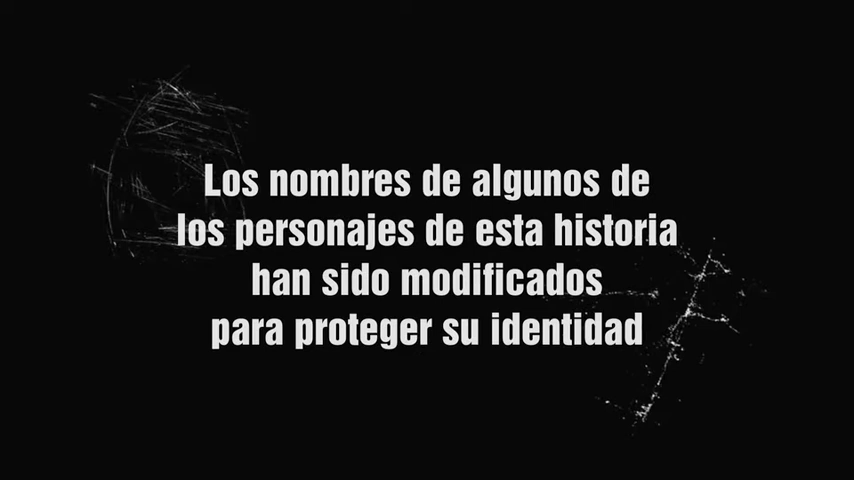 Los nombres de algunos de
los personajes de esta historia
han sido modificados
para proteger su identidad